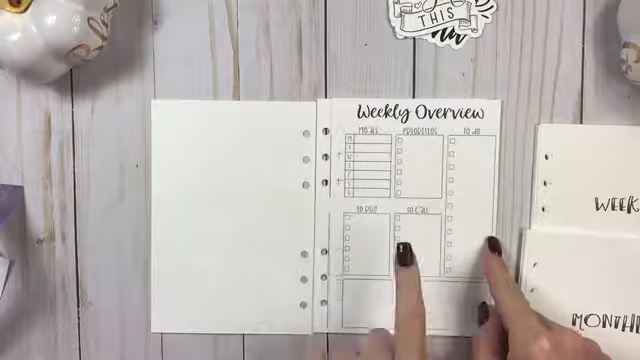 THIS
Weekly Overview
MEALS
PRIORITIES
TO DO
M
T
W
T
F
S
S
TO BUY
TO CALL
WEEK
MONTH